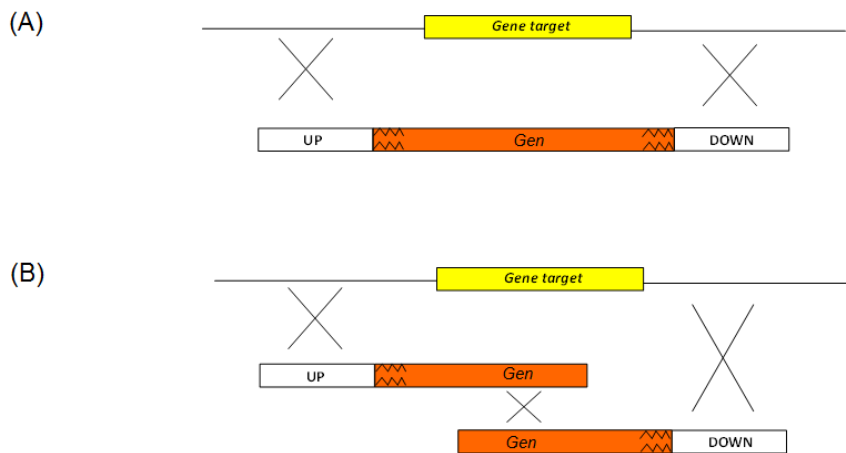 (A)
Gene target
UP Gen DOWN
(B)
Gene target
UP Gen
Gen DOWN